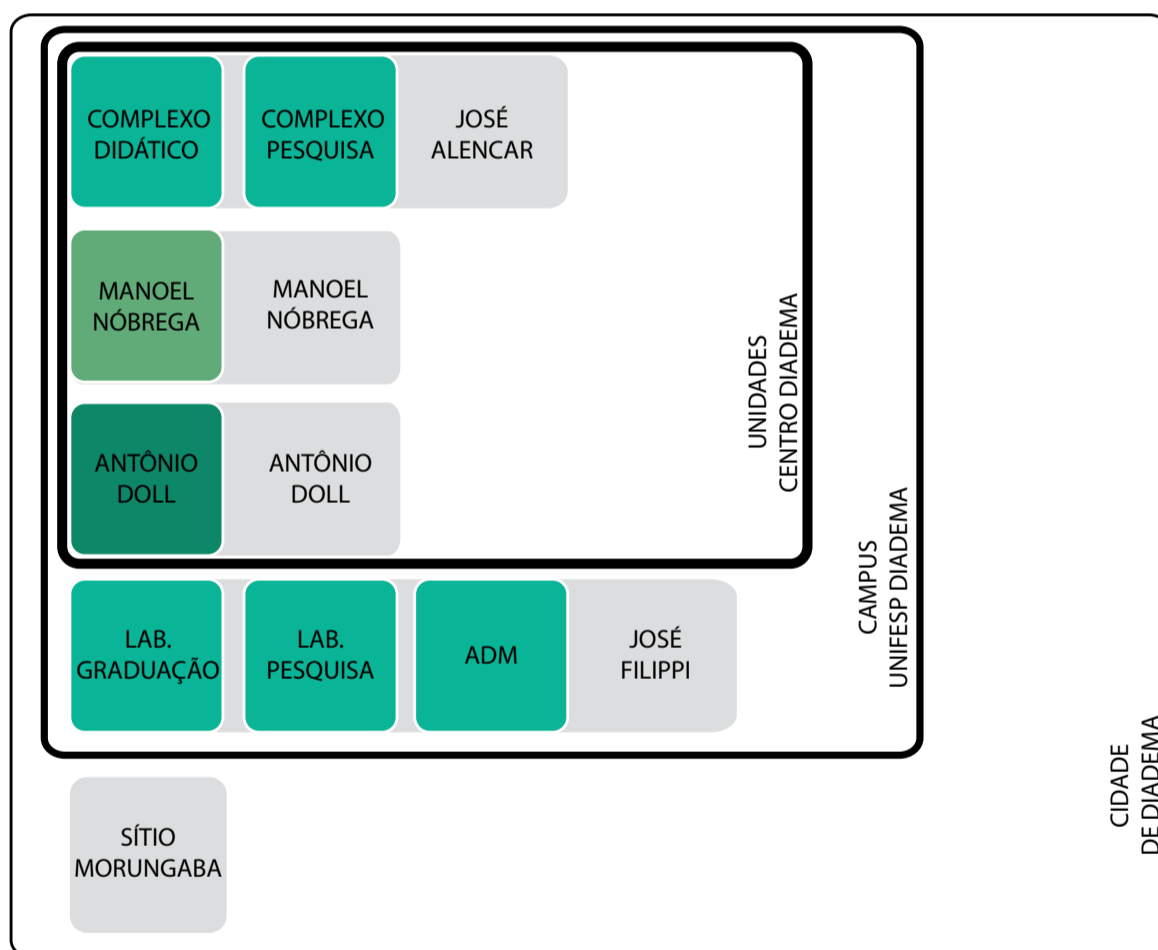 COMPLEXO
DIDÁTICO
COMPLEXO
PESQUISA
JOSÉ
ALENCAR
MANOEL
NÓBREGA
MANOEL
NÓBREGA
ANTÔNIO
DOLL
ANTÔNIO
DOLL
UNIDADES
CENTRO DIADEMA
LAB.
GRADUAÇÃO
LAB.
PESQUISA
ADM
JOSÉ
FILIPPI
CAMPUS
UNIFESP DIADEMA
SÍTIO
MORUNGABA
CIDADE
DE DIADEMA